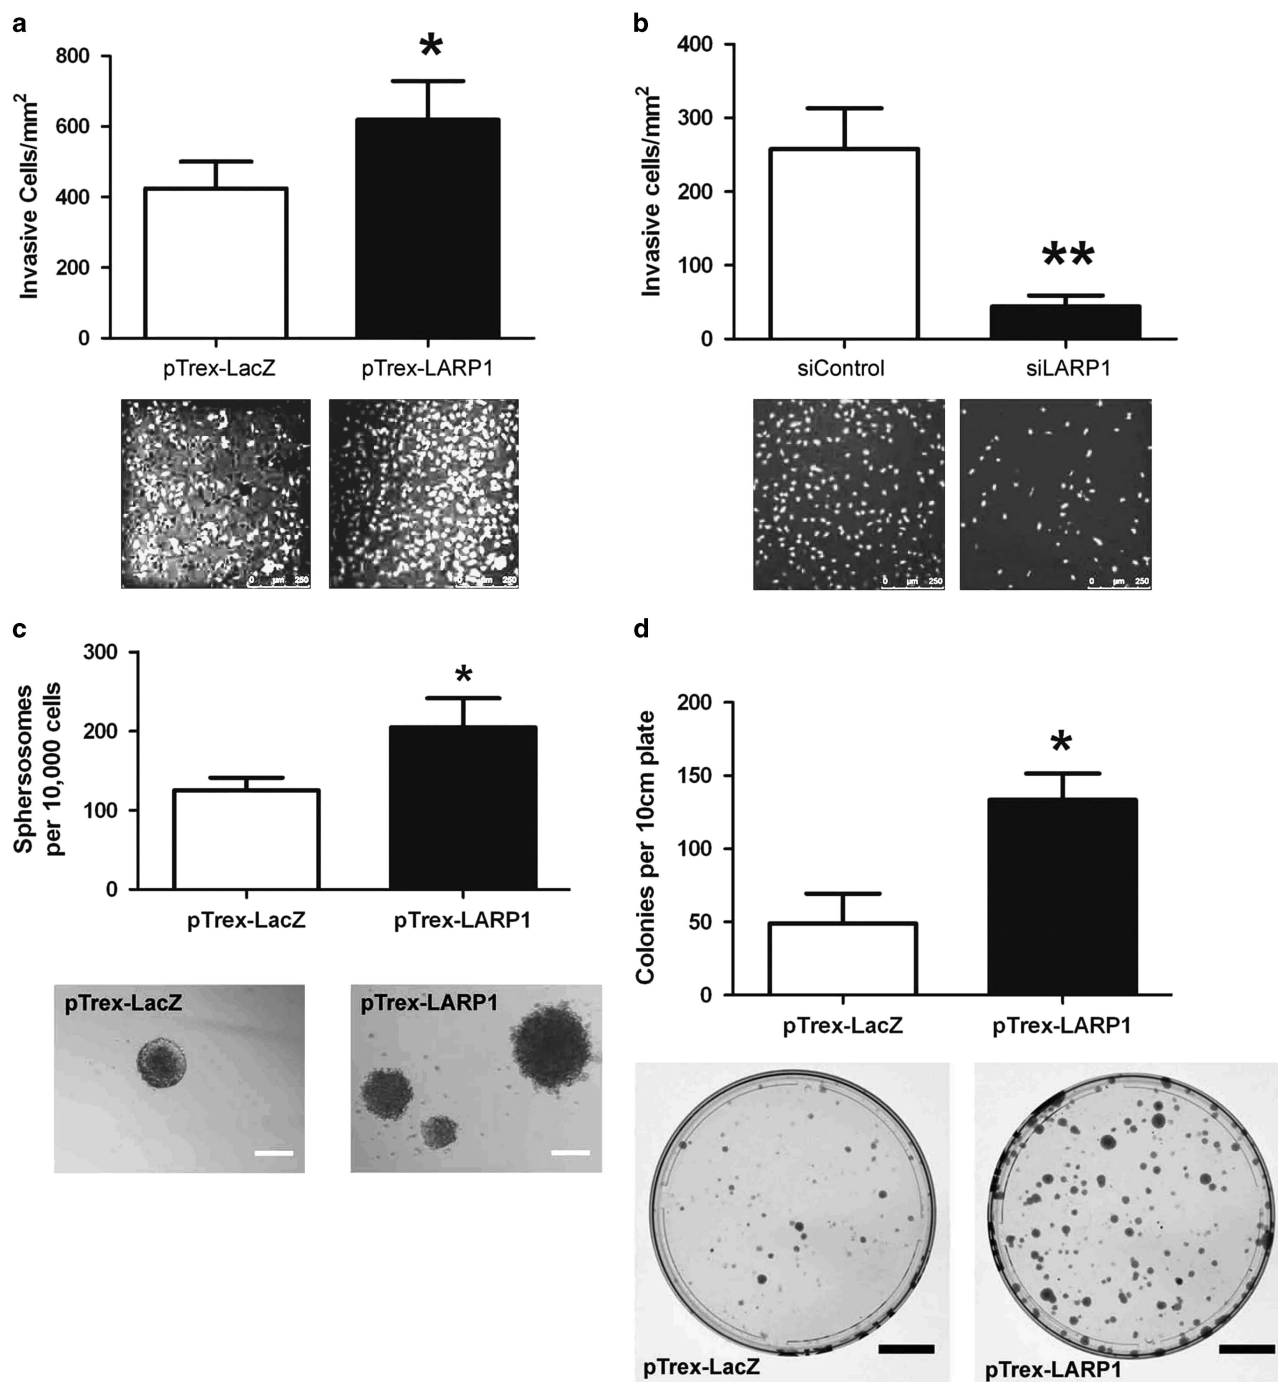 a
Invasive Cells/mm2
800
600
400
200
0
*
pTrex-LacZ
pTrex-LARP1
0 µm 250
0 µm 250
b
Invasive cells/mm2
400
300
200
100
0
**
siControl
siLARP1
0 µm 250
0 µm 250
c
Sphersosomes
per 10,000 cells
300
200
100
0
*
pTrex-LacZ
pTrex-LARP1
pTrex-LacZ
pTrex-LARP1
d
Colonies per 10cm plate
200
150
100
50
0
*
pTrex-LacZ
pTrex-LARP1
pTrex-LacZ
pTrex-LARP1